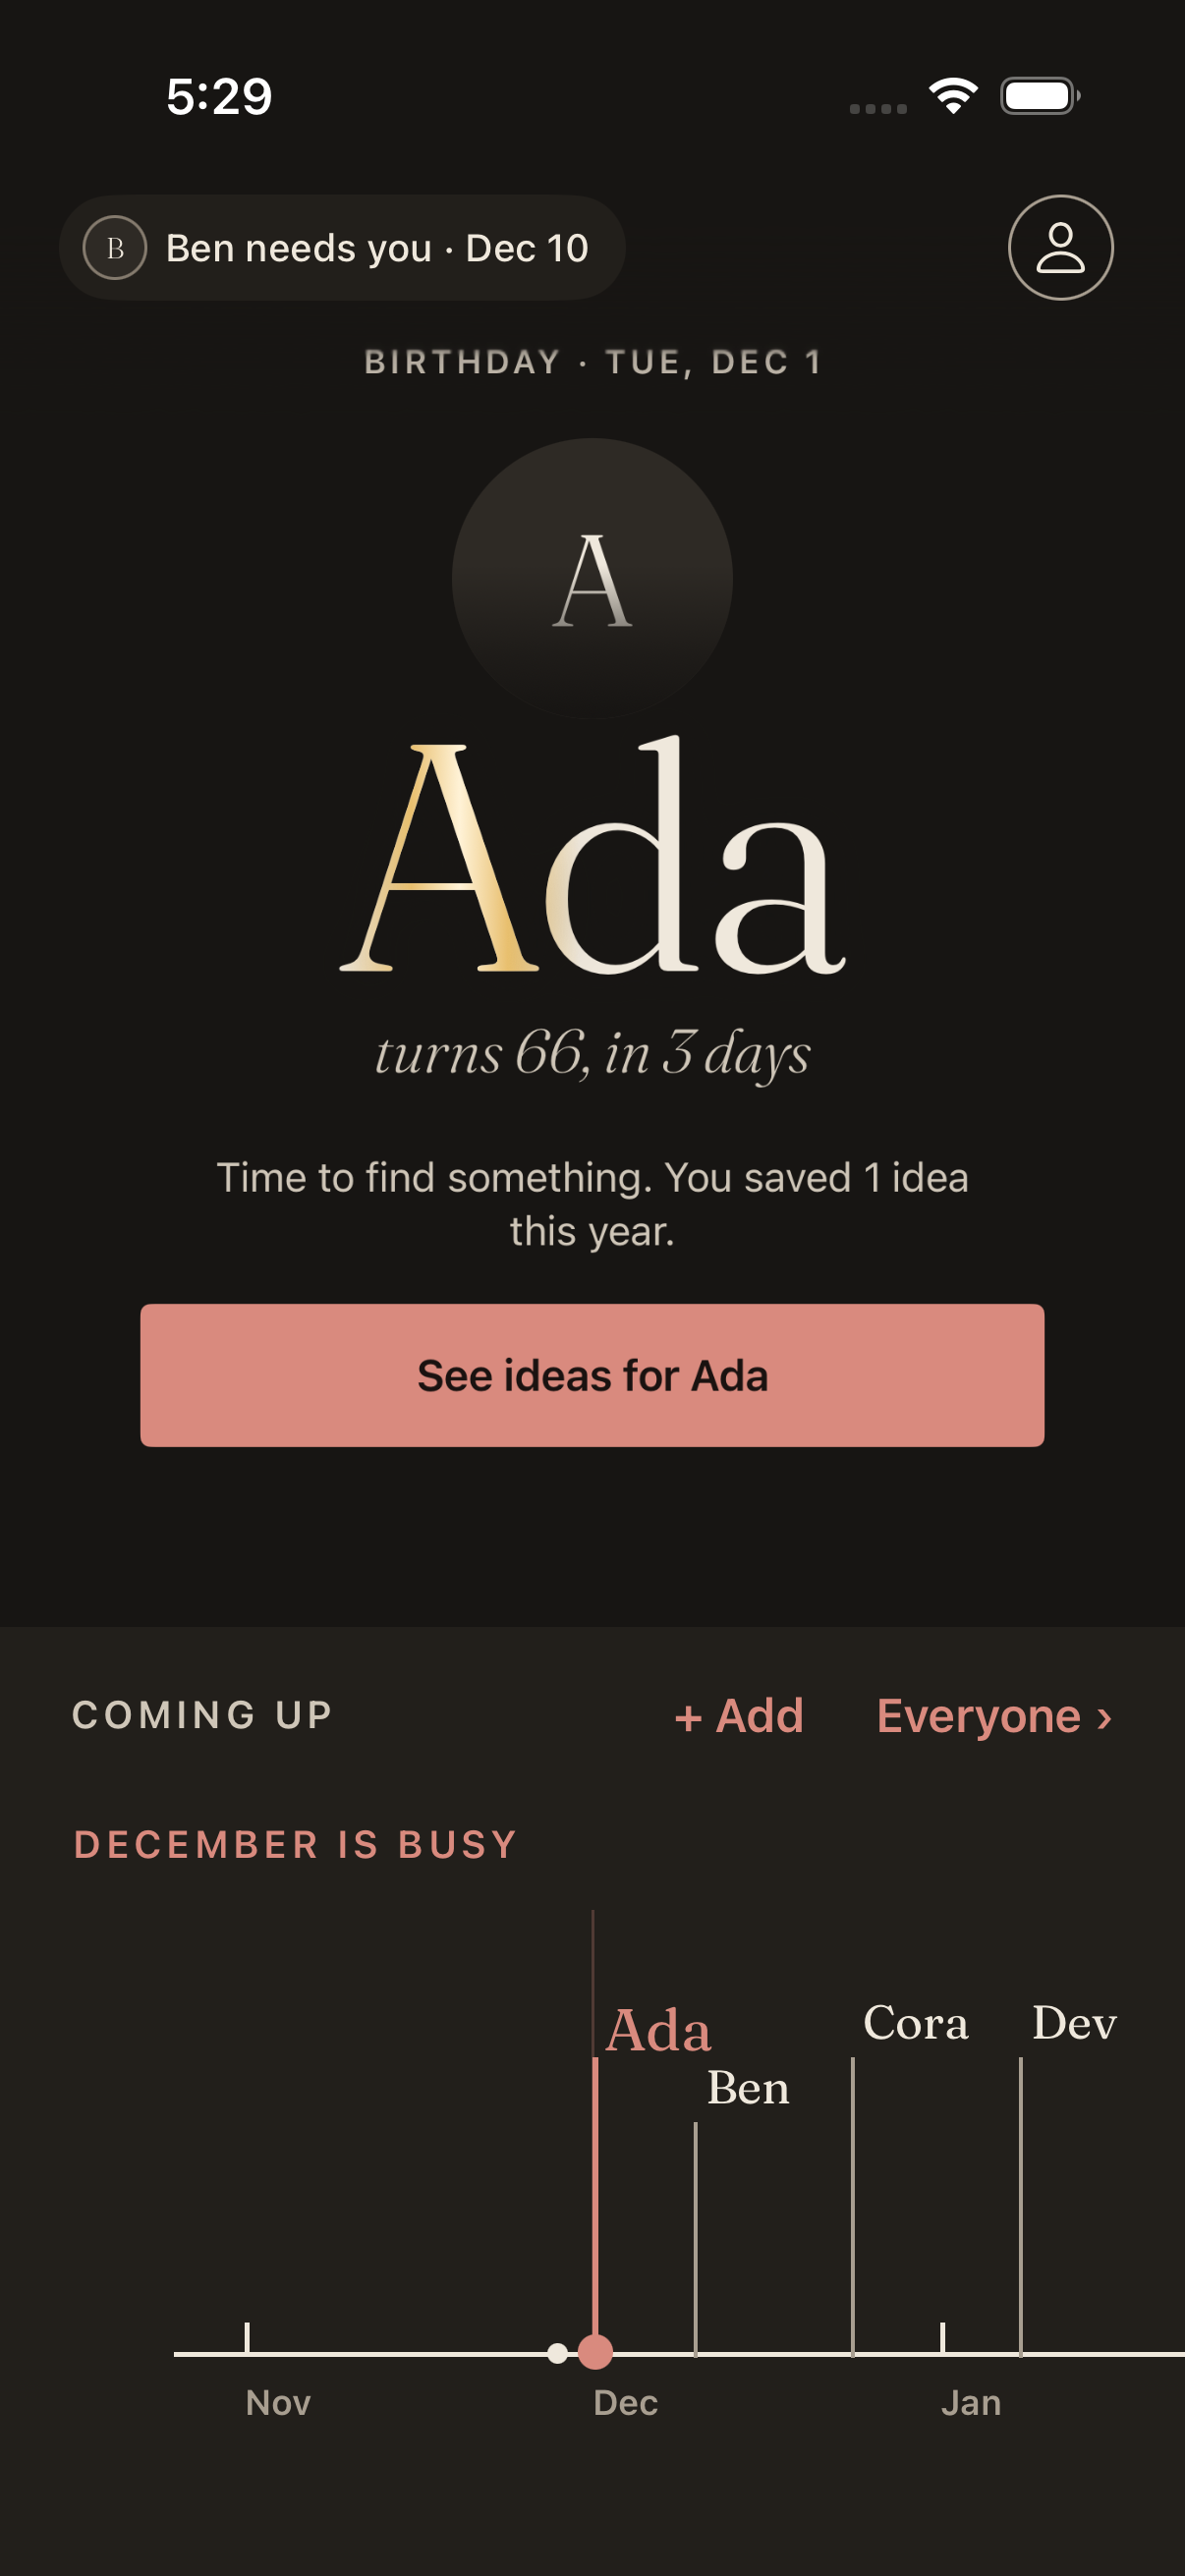 5:29
B Ben needs you · Dec 10
BIRTHDAY · TUE, DEC 1
A
Ada
turns 66, in 3 days
Time to find something. You saved 1 idea
this year.
See ideas for Ada
COMING UP + Add Everyone ›
DECEMBER IS BUSY
Ada Cora Dev
Ben
Nov Dec Jan